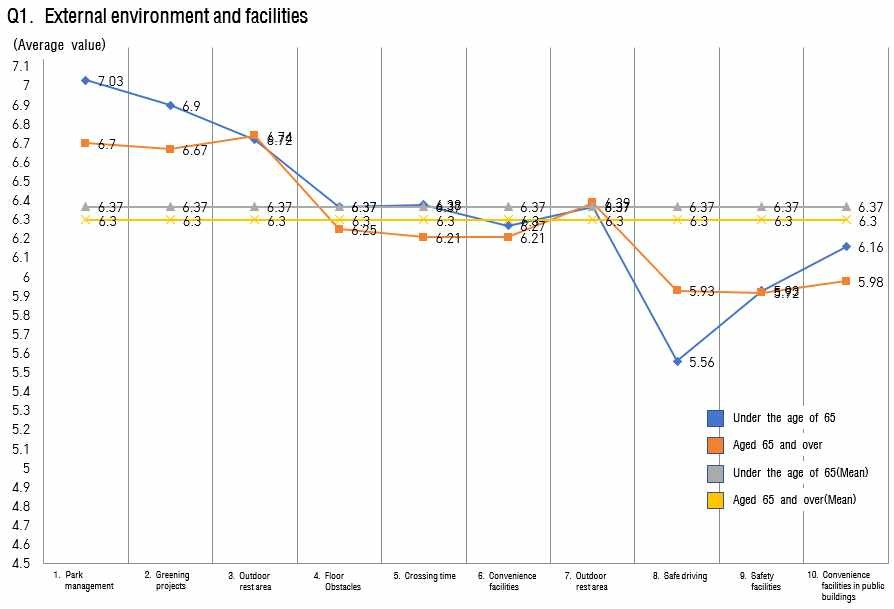 Q1. External environment and facilities
(Average value)
7.1
7
6.9
6.8
6.7
6.6
6.5
6.4
6.3
6.2
6.1
6
5.9
5.8
5.7
5.6
5.5
5.4
5.3
5.2
5.1
5
4.9
4.8
4.7
4.6
4.5
7.03
6.9
6.74
6.72
6.7
6.67
6.37 6.37 6.37 6.37 6.38 6.37 6.39 6.37 6.37 6.37
6.3 6.3 6.3 6.3 6.3 6.27 6.3 6.3 6.3 6.3
6.25 6.21 6.21
6.16
5.93 5.93 5.98
5.92
5.56
Under the age of 65
Aged 65 and over
Under the age of 65(Mean)
Aged 65 and over(Mean)
1. Park
management
2. Greening
projects
3. Outdoor
rest area
4. Floor
Obstacles
5. Crossing time
6. Convenience
facilities
7. Outdoor
rest area
8. Safe driving
9. Safety
facilities
10. Convenience
facilities in public
buildings